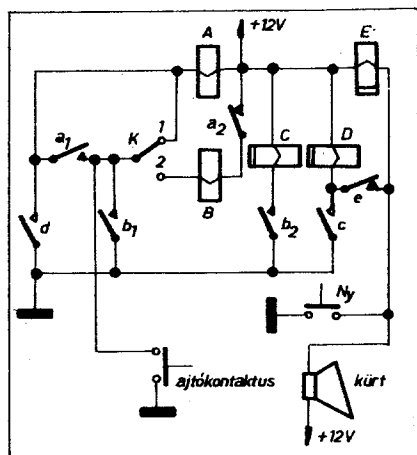 A +12V E
a1 K 1 a2 C D
2 B e
d b1 b2 c
Ny
ajtókontaktus kürt
+12V